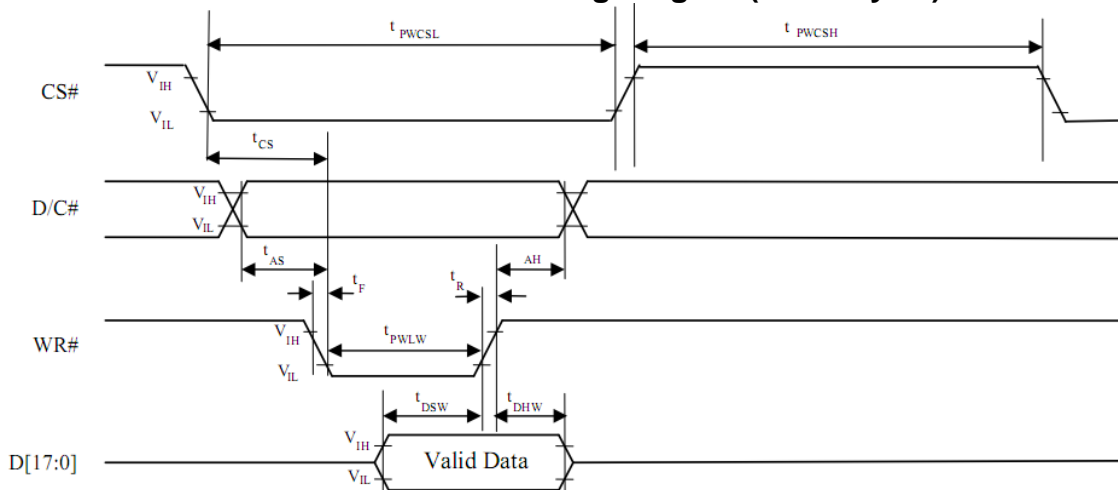 t PWCSL
t PWCSH
CS#
V IH
V IL
t CS
D/C#
V IH
V IL
t AS
AH
t F
t R
WR#
V IH
V IL
t PWLW
t DSW
t DHW
D[17:0]
V IH
V IL
Valid Data